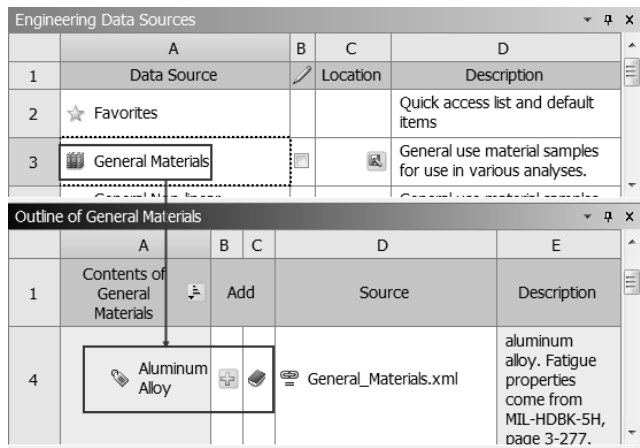 Engineering Data Sources
A B C D
1 Data Source Location Description
2 Favorites Quick access list and default
items
3 General Materials General use material samples
for use in various analyses.
Outline of General Materials
A B C D E
1 Contents of
General
Materials Add Source Description
4 Aluminum
Alloy General_Materials.xml aluminum
alloy. Fatigue
properties
come from
MIL-HDBK-5H,
page 3-277.